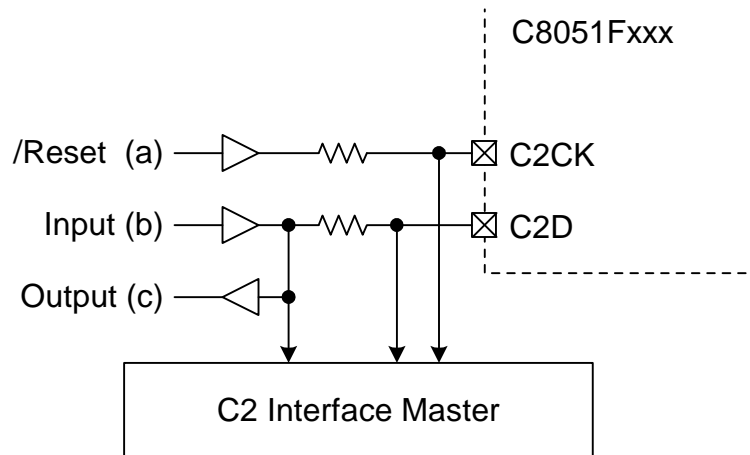 C8051Fxxx
/Reset (a)
C2CK
Input (b)
C2D
Output (c)
C2 Interface Master